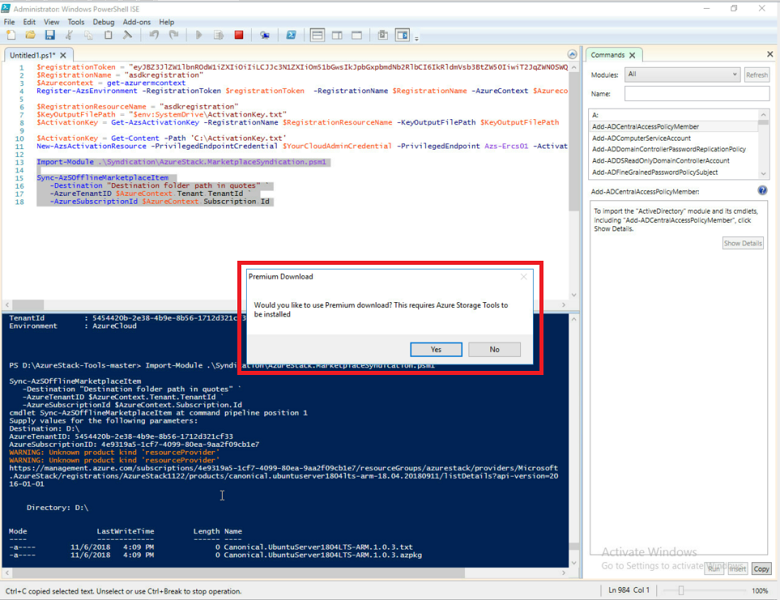 Administrator: Windows PowerShell ISE
File Edit View Tools Debug Add-ons Help
Untitled1.ps1* X
1 $registrationToken = "eyJBZ3JlZW1lbnROdW1iZXIiOiIiLCJJc3N1ZXIiOm51bGwsIkJpbGxpbmdNb2RlbCI6IkRldmVsb3BtZW50IiwiT2JqZWN0SWQ
2 $RegistrationName = "asdkregistration"
3 $Azurecontext = get-azurermcontext
4 Register-AzsEnvironment -RegistrationToken $registrationToken -RegistrationName $RegistrationName -AzureContext $Azureco
5
6 $RegistrationResourceName = "asdkregistration"
7 $KeyOutputFilePath = "$env:SystemDrive\ActivationKey.txt"
8 $ActivationKey = Get-AzsActivationKey -RegistrationName $RegistrationResourceName -KeyOutputFilePath $KeyOutputFilePath
9
10 $ActivationKey = Get-Content -Path 'C:\ActivationKey.txt'
11 New-AzsActivationResource -PrivilegedEndpointCredential $YourCloudAdminCredential -PrivilegedEndpoint Azs-Ercs01 -Activat
12
13 Import-Module .\Syndication\AzureStack.MarketplaceSyndication.psm1
14
15 Sync-AzSOfflineMarketplaceItem `
16 -Destination "Destination folder path in quotes" `
17 -AzureTenantID $AzureContext.Tenant.TenantId `
18 -AzureSubscriptionId $AzureContext.Subscription.Id
Premium Download
Would you like to use Premium download? This requires Azure Storage Tools to
be installed
Yes No
TenantId : 5454420b-2e38-4b9e-8b56-1712d321cf33
Environment : AzureCloud
PS D:\AzureStack-Tools-master> Import-Module .\Syndication\AzureStack.MarketplaceSyndication.psm1
Sync-AzSOfflineMarketplaceItem
-Destination "Destination folder path in quotes" `
-AzureTenantID $AzureContext.Tenant.TenantId `
-AzureSubscriptionId $AzureContext.Subscription.Id
cmdlet Sync-AzSOfflineMarketplaceItem at command pipeline position 1
Supply values for the following parameters:
Destination: D:\
AzureTenantID: 5454420b-2e38-4b9e-8b56-1712d321cf33
AzureSubscriptionID: 4e9319a5-1cf7-4099-80ea-9aa2f09cb1e7
WARNING: Unknown product kind 'resourceProvider'
WARNING: Unknown product kind 'resourceProvider'
https://management.azure.com/subscriptions/4e9319a5-1cf7-4099-80ea-9aa2f09cb1e7/resourceGroups/azurestack/providers/Microsoft
.AzureStack/registrations/AzureStack1122/products/canonical.ubuntuserver1804lts-arm-18.04.20180911/listDetails?api-version=20
16-01-01
Directory: D:\
Mode LastWriteTime Length Name
---- ------------- ------ ----
-a---- 11/6/2018 4:09 PM 0 Canonical.UbuntuServer1804LTS-ARM.1.0.3.txt
-a---- 11/6/2018 4:09 PM 0 Canonical.UbuntuServer1804LTS-ARM.1.0.3.azpkg
Commands X
Modules: All Refresh
Name:
A:
Add-ADCentralAccessPolicyMember
Add-ADComputerServiceAccount
Add-ADDomainControllerPasswordReplicationPolicy
Add-ADDSReadOnlyDomainControllerAccount
Add-ADFineGrainedPasswordPolicySubject
Add-ADCentralAccessPolicyMember:
To import the "ActiveDirectory" module and its cmdlets,
including "Add-ADCentralAccessPolicyMember", click
Show Details.
Show Details
Activate Windows
Go to Settings to activate Windows.
Run Insert Copy
Ctrl+C copied selected text. Unselect or use Ctrl+Break to stop operation.
Ln 984 Col 1
100%